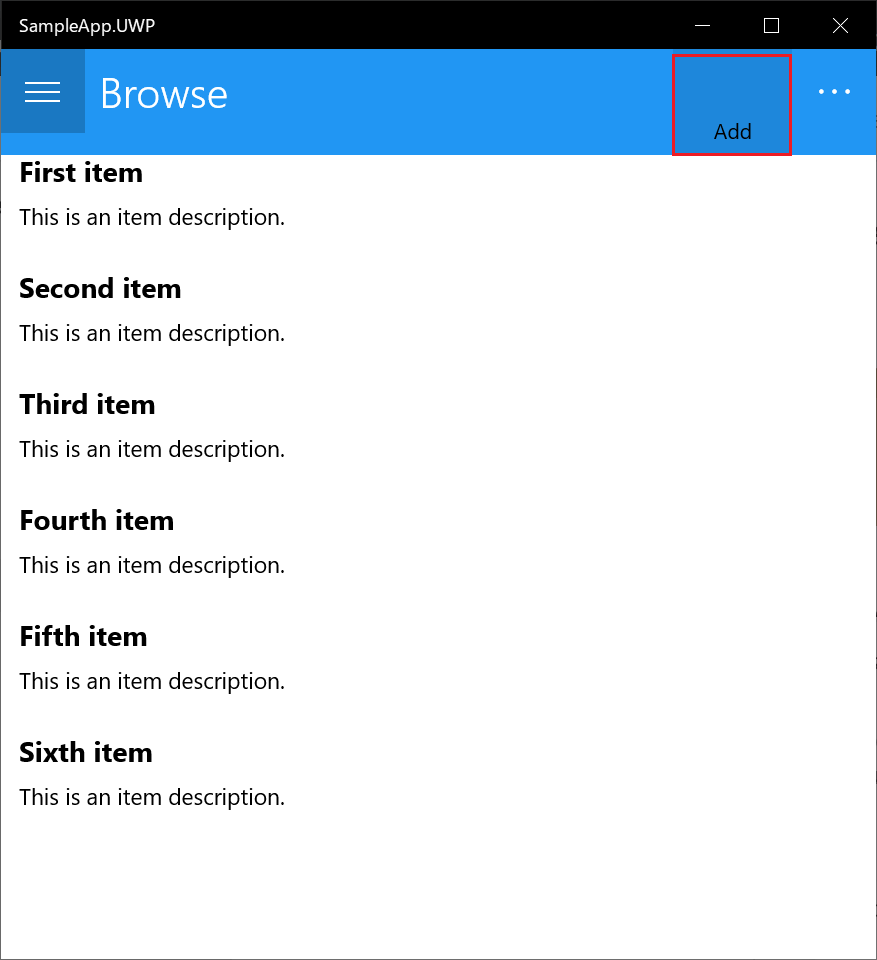 SampleApp.UWP
Browse
Add
First item
This is an item description.
Second item
This is an item description.
Third item
This is an item description.
Fourth item
This is an item description.
Fifth item
This is an item description.
Sixth item
This is an item description.